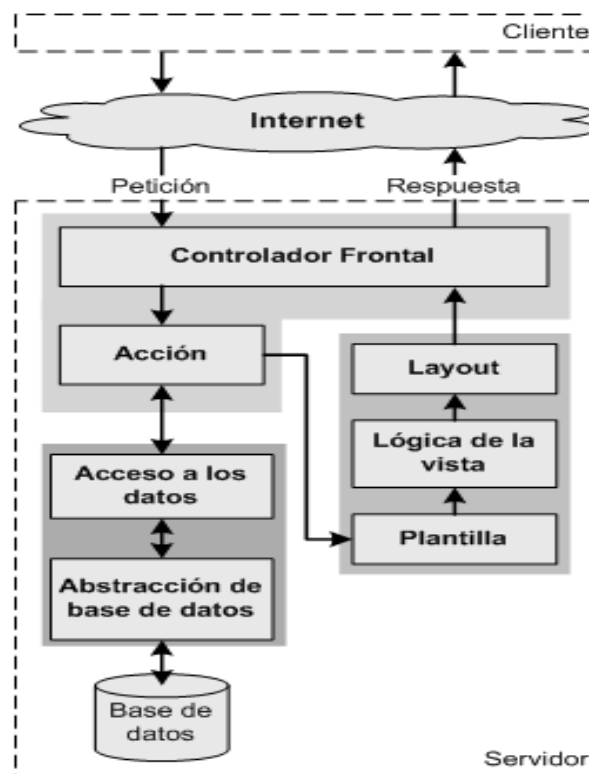 Cliente
Internet
Petición
Respuesta
Controlador Frontal
Acción
Layout
Lógica de la
vista
Plantilla
Acceso a los
datos
Abstracción de
base de datos
Base de
datos
Servidor